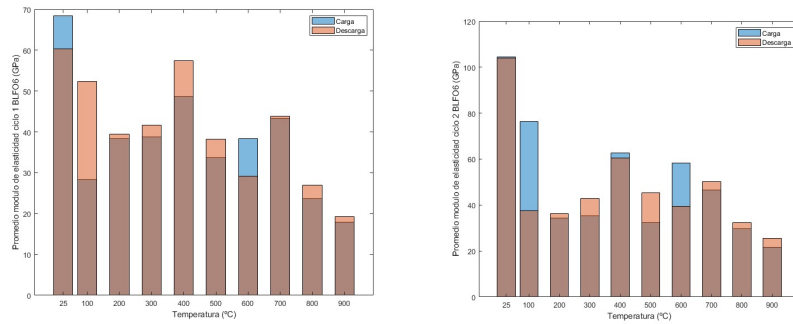 Promedio modulo de elasticidad ciclo 1 BLFO6 (GPa)
70
60
50
40
30
20
10
0
Carga
Descarga
25 100 200 300 400 500 600 700 800 900
Temperatura (ºC)
Promedio modulo de elasticidad ciclo 2 BLFO6 (GPa)
120
100
80
60
40
20
0
Carga
Descarga
25 100 200 300 400 500 600 700 800 900
Temperatura (ºC)